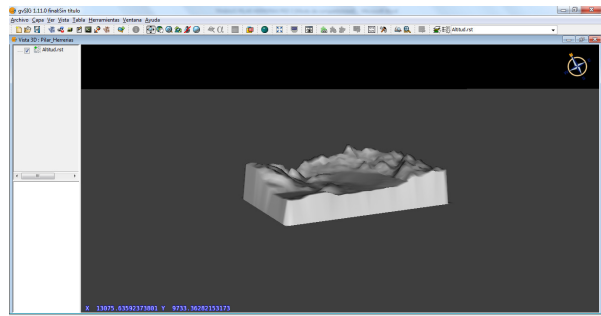 gvSIG 1.11.0 final:Sin título
Archivo Capa Ver Vista Tabla Herramientas Ventana Ayuda
Altitud.rst
Vista 3D : Pilar_Herrerias
Altitud.rst
X 13075.63592373801 Y 9733.36282153173